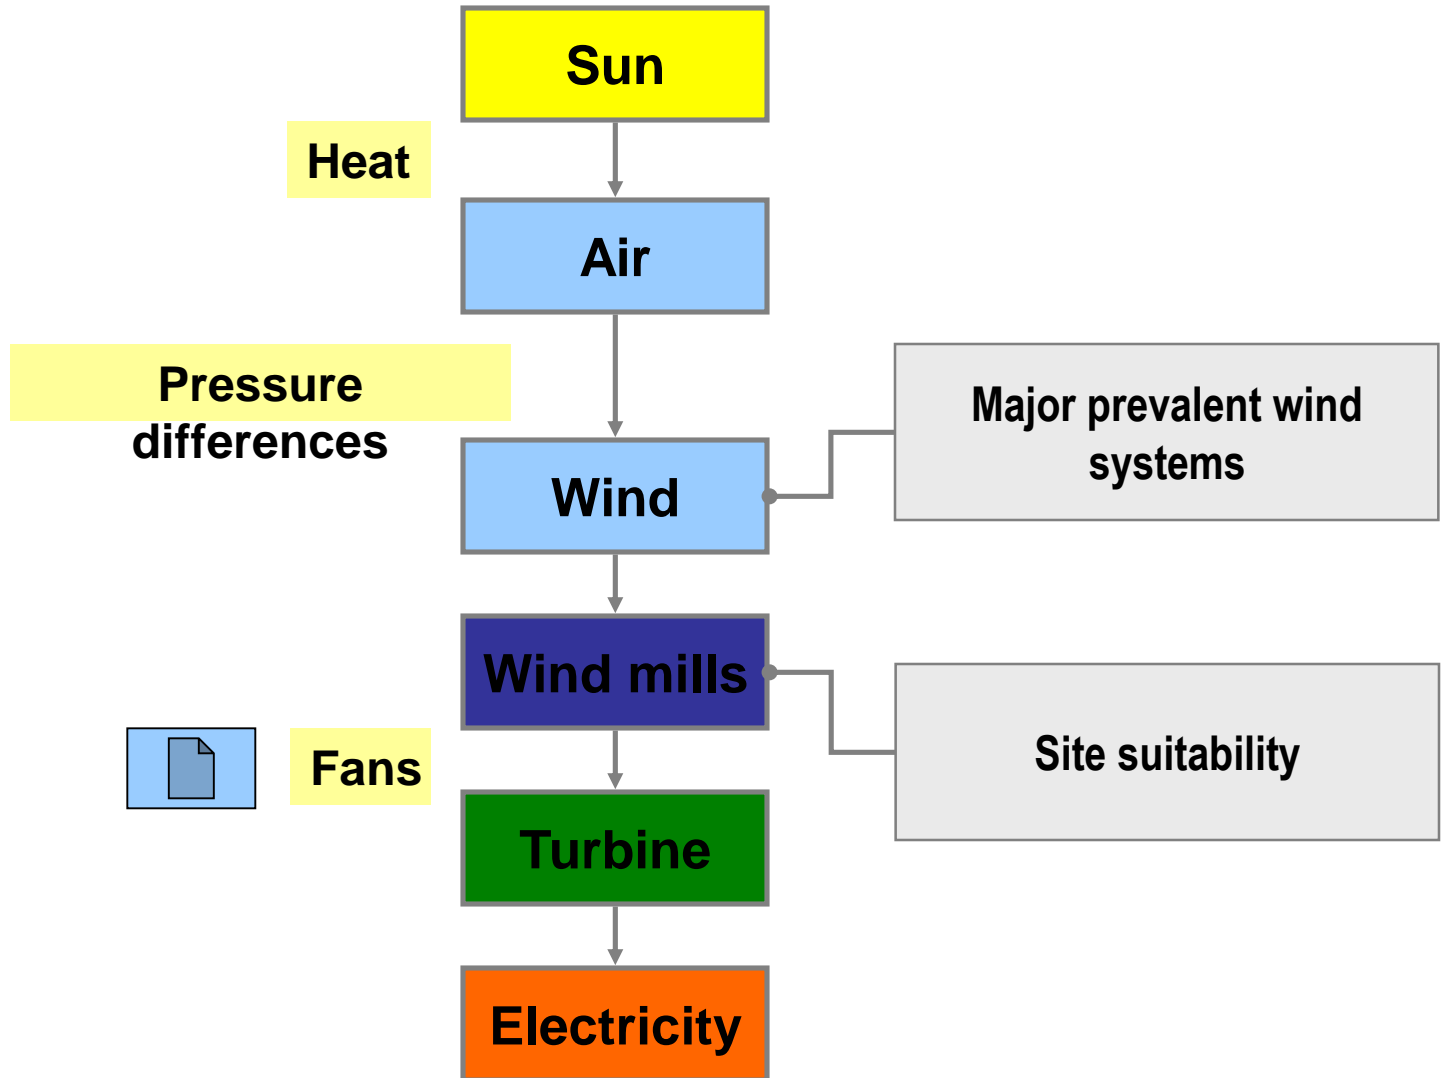 Sun
Heat
Air
Pressure
differences
Major prevalent wind
systems
Wind
Wind mills
Site suitability
Fans
Turbine
Electricity